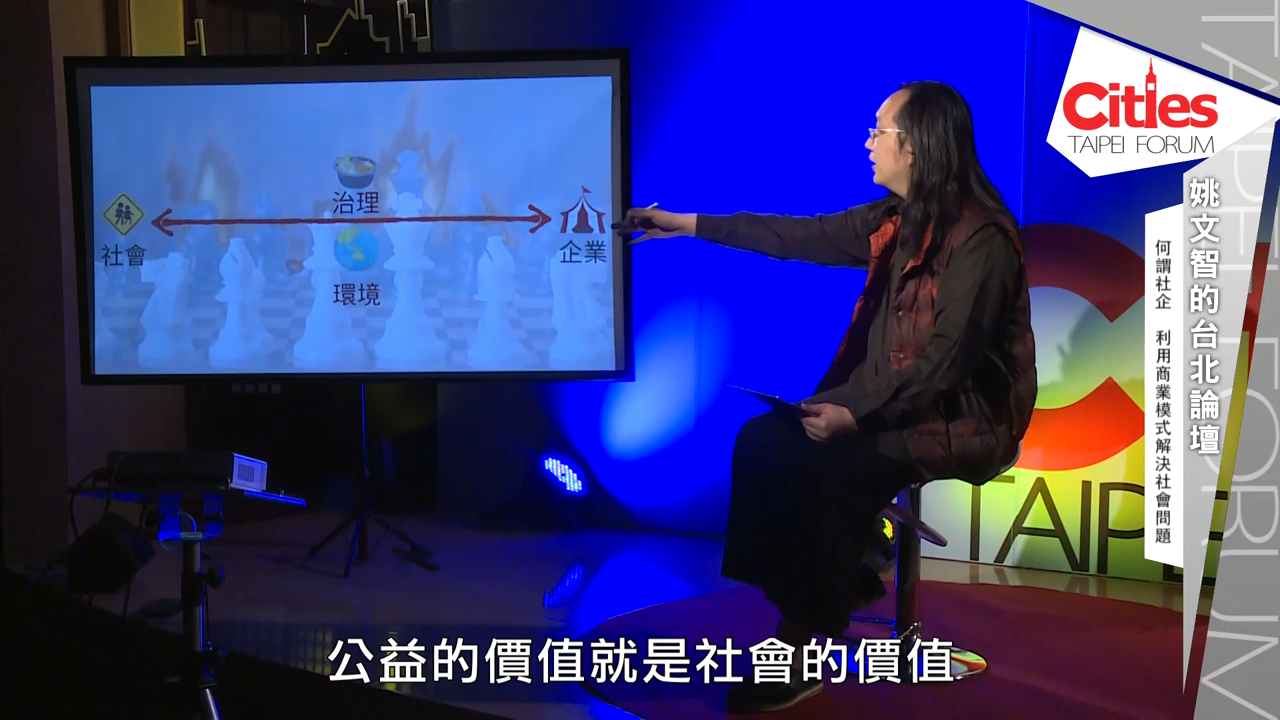 Cities
TAIPEI FORUM
姚文智的台北論壇
何謂社企 利用商業模式解決社會問題
治理
社會
企業
環境
C
TAIPE
TAIPEI FORUM
公益的價值就是社會的價值